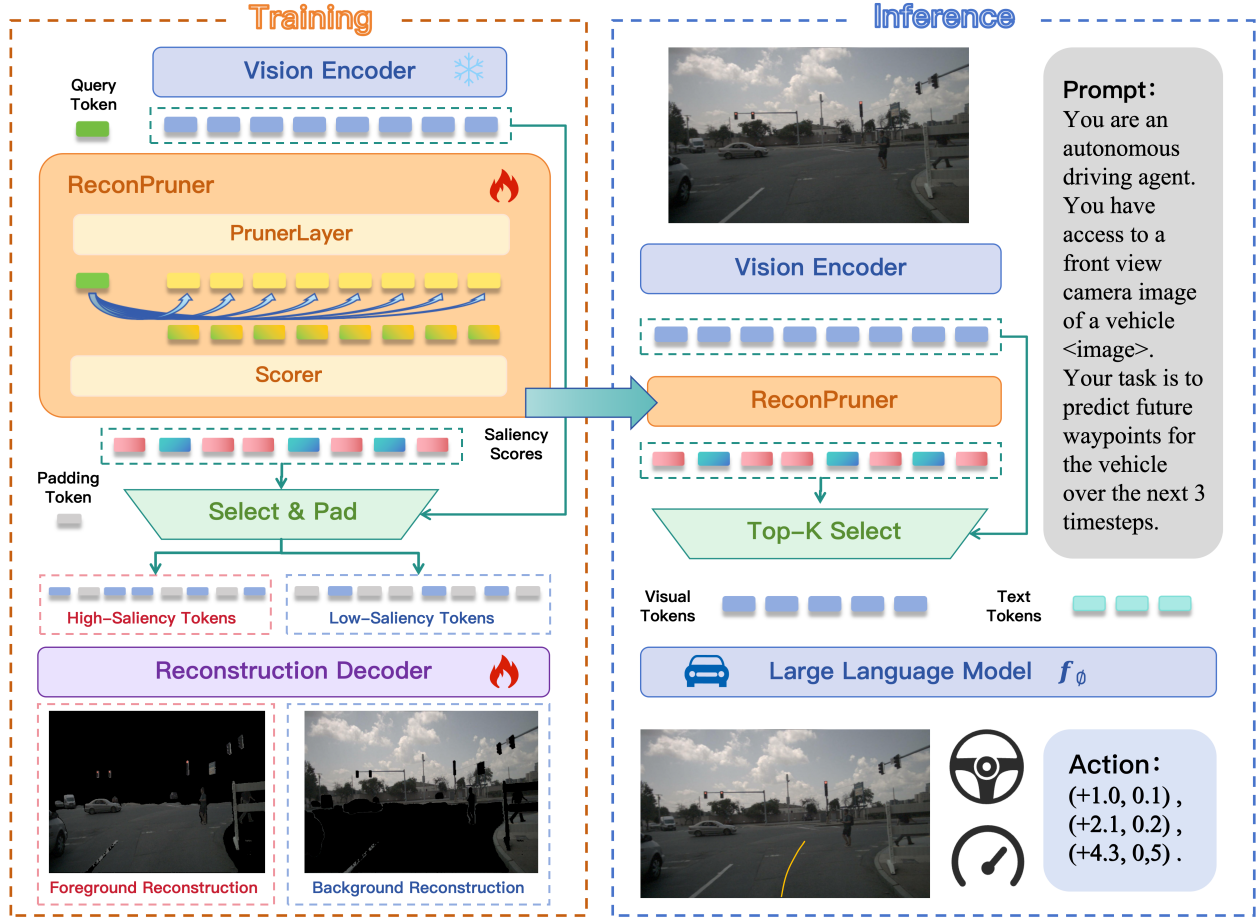 Training
Vision Encoder
Query
Token
ReconPruner
PrunerLayer
Scorer
Saliency
Scores
Padding
Token
Select & Pad
High-Saliency Tokens
Low-Saliency Tokens
Reconstruction Decoder
Foreground Reconstruction
Background Reconstruction
Inference
Prompt:
You are an
autonomous
driving agent.
You have
access to a
front view
camera image
of a vehicle
<image>.
Your task is to
predict future
waypoints for
the vehicle
over the next 3
timesteps.
Vision Encoder
ReconPruner
Top-K Select
Visual
Tokens
Text
Tokens
Large Language Model f_ϕ
Action:
(+1.0, 0.1) ,
(+2.1, 0.2) ,
(+4.3, 0,5) .